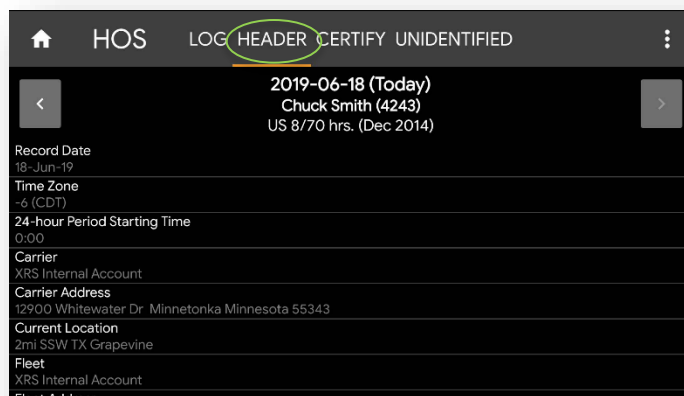 HOS LOG HEADER CERTIFY UNIDENTIFIED
2019-06-18 (Today)
Chuck Smith (4243)
US 8/70 hrs. (Dec 2014)
Record Date
18-Jun-19
Time Zone
-6 (CDT)
24-hour Period Starting Time
0:00
Carrier
XRS Internal Account
Carrier Address
12900 Whitewater Dr Minnetonka Minnesota 55343
Current Location
2mi SSW TX Grapevine
Fleet
XRS Internal Account